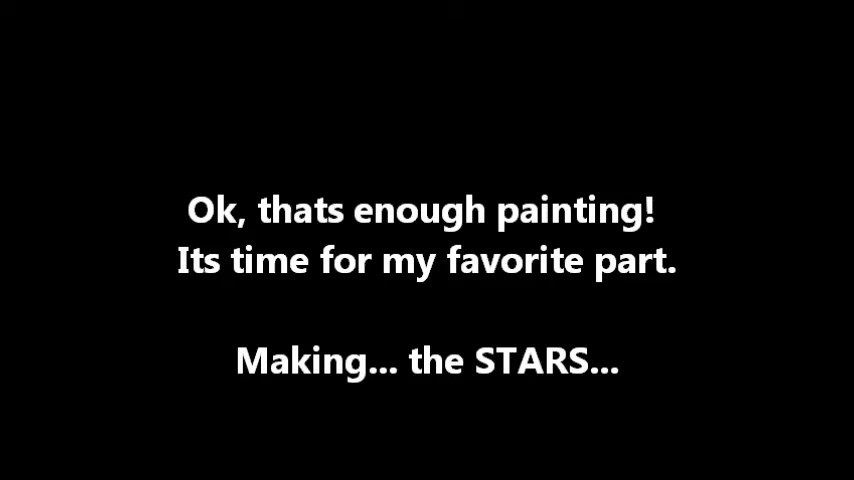 Ok, thats enough painting!
Its time for my favorite part.
Making... the STARS...